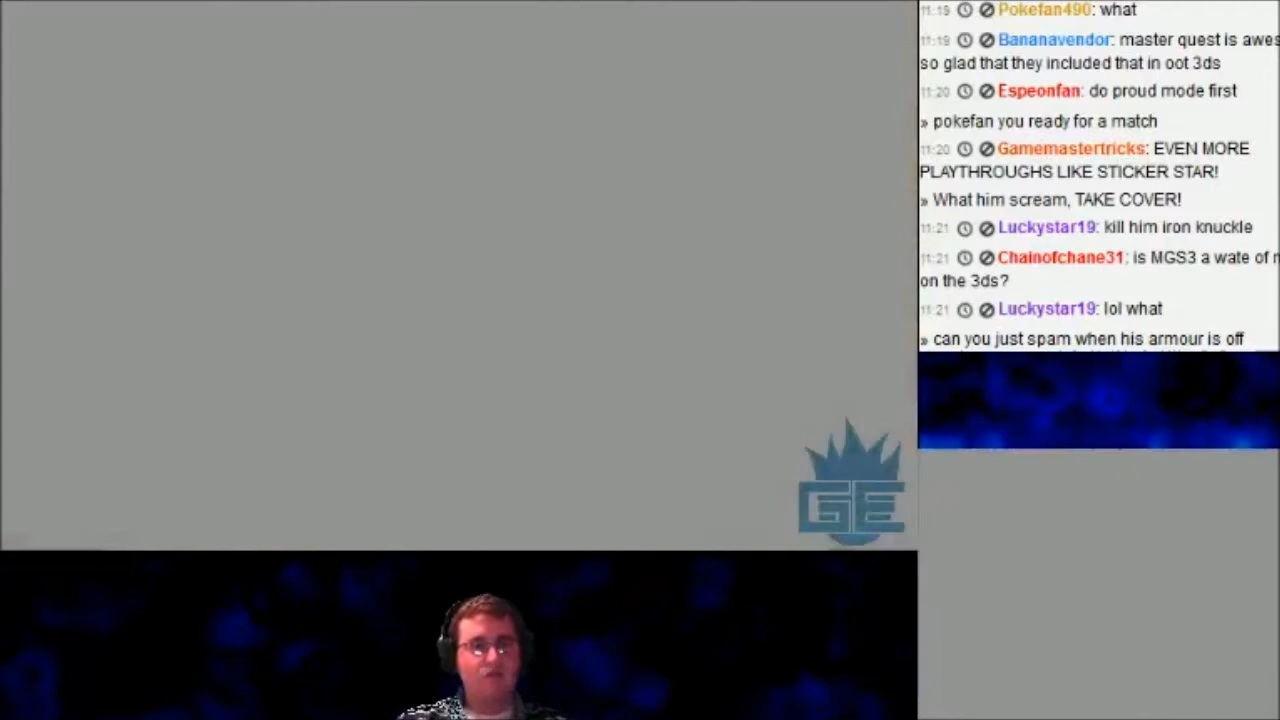 11:19 Pokefan490: what
11:19 Bananavendor: master quest is awes
so glad that they included that in oot 3ds
11:20 Espeonfan: do proud mode first
» pokefan you ready for a match
11:20 Gamemastertricks: EVEN MORE
PLAYTHROUGHS LIKE STICKER STAR!
» What him scream, TAKE COVER!
11:21 Luckystar19: kill him iron knuckle
11:21 Chainofchane31: is MGS3 a wate of
on the 3ds?
11:21 Luckystar19: lol what
» can you just spam when his armour is off
GE